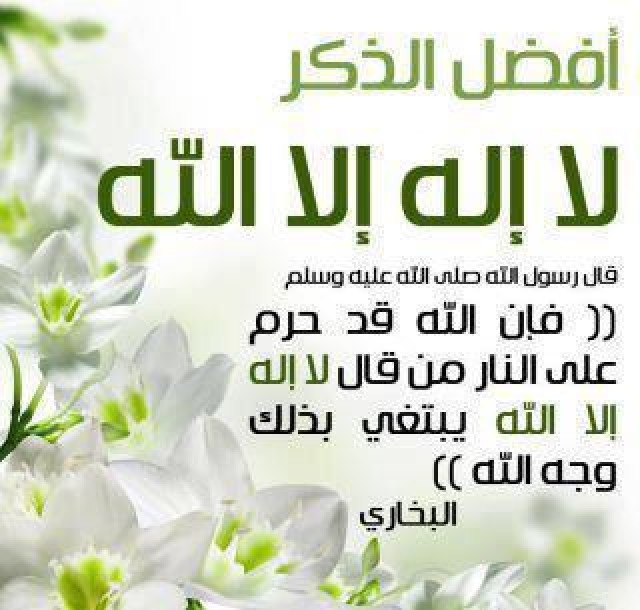 أفضل الذكر
لا إله إلا الله
قال رسول الله صلى الله عليه وسلم
(( فإن الله قد حرم
على النار من قال لا إله
إلا الله يبتغي بذلك
وجه الله ))
البخاري